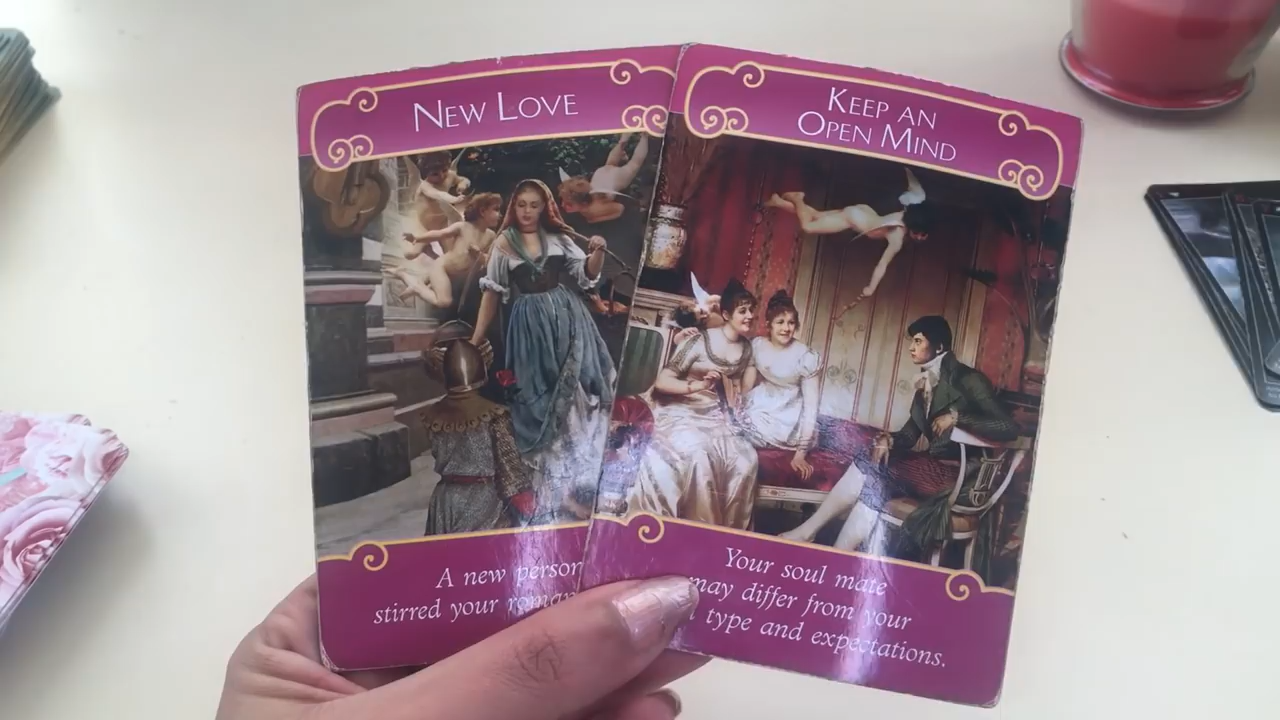 NEW LOVE
A new person
stirred your
KEEP AN
OPEN MIND
Your soul mate
may differ from your
type and expectations.